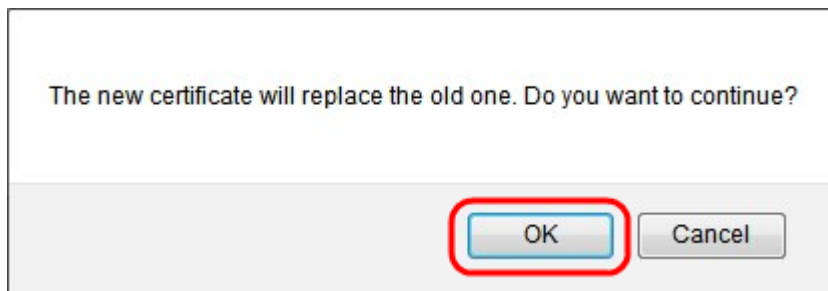 The new certificate will replace the old one. Do you want to continue?
OK Cancel